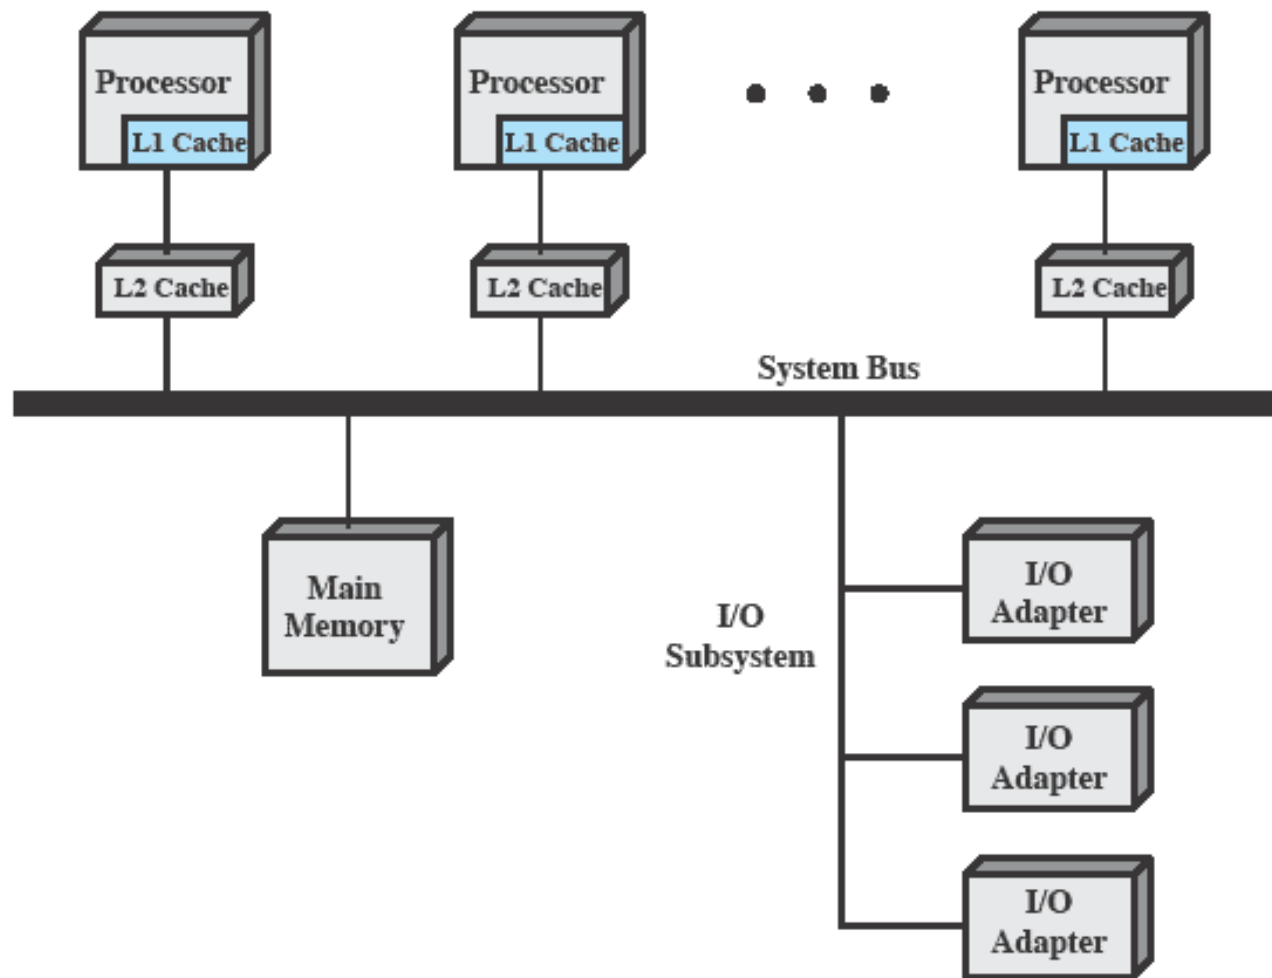 Processor
L1 Cache
Processor
L1 Cache
Processor
L1 Cache
L2 Cache
L2 Cache
L2 Cache
System Bus
Main
Memory
I/O
Subsystem
I/O
Adapter
I/O
Adapter
I/O
Adapter